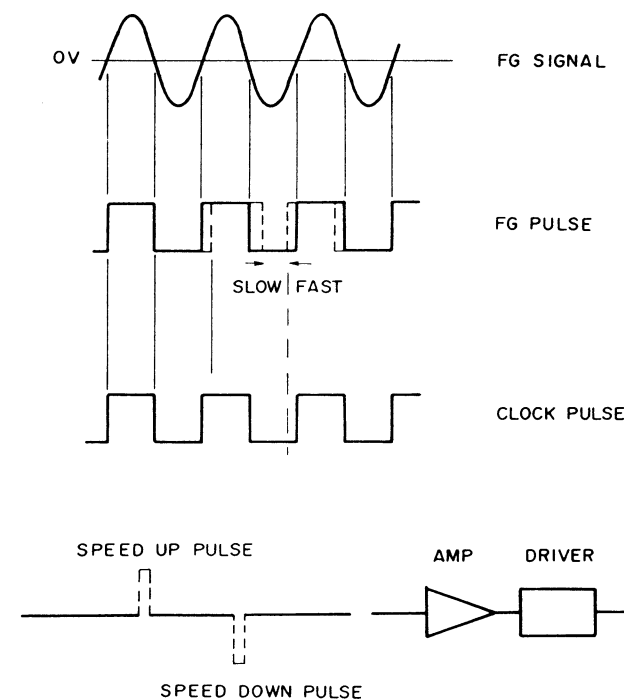 0V
FG SIGNAL
FG PULSE
SLOW FAST
CLOCK PULSE
SPEED UP PULSE
AMP DRIVER
SPEED DOWN PULSE